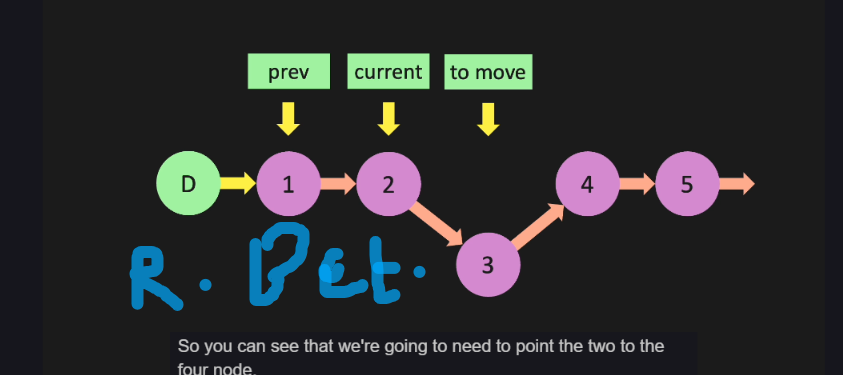 prev current to move
D 1 2 4 5
3
R. Det.
So you can see that we're going to need to point the two to the
four node.